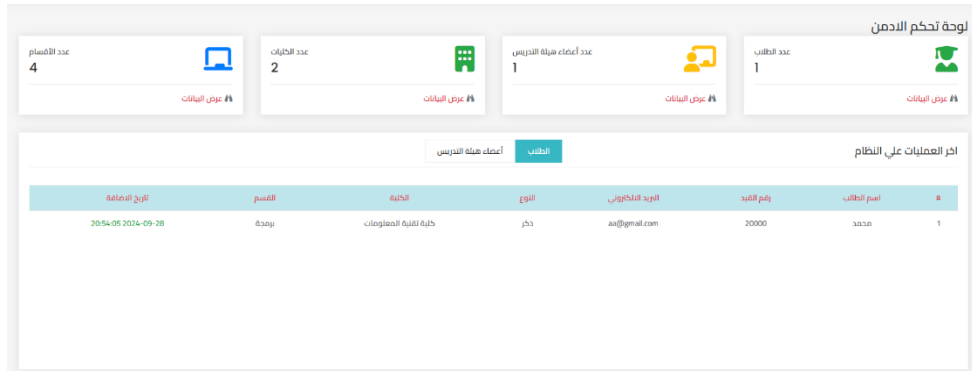 لوحة تحكم الادمن
عدد الطلاب
1
عرض البيانات
عدد أعضاء هيئة التدريس
1
عرض البيانات
عدد الكليات
2
عرض البيانات
عدد الأقسام
4
عرض البيانات
اخر العمليات علي النظام
الطلاب أعضاء هيئة التدريس
# اسم الطالب رقم القيد البريد الالكتروني النوع الكلية القسم تاريخ الاضافة
1 محمد 20000 aa@gmail.com ذكر كلية تقنية المعلومات برمجة 2024-09-28 20:54:05